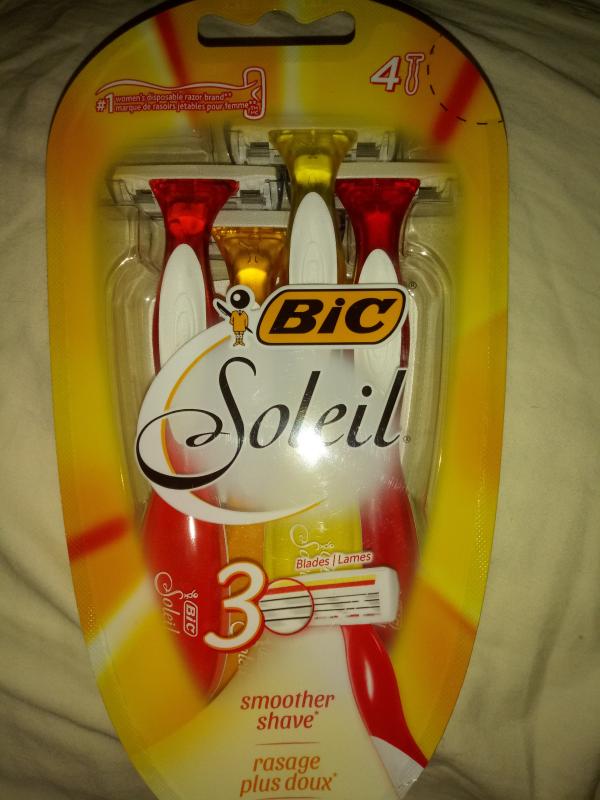 4
#1 women's disposable razor brand**
marque de rasoirs jetables pour femme**
BiC®
Soleil®
Blades | Lames
3
Soleil BiC
smoother
shave*
rasage
plus doux*